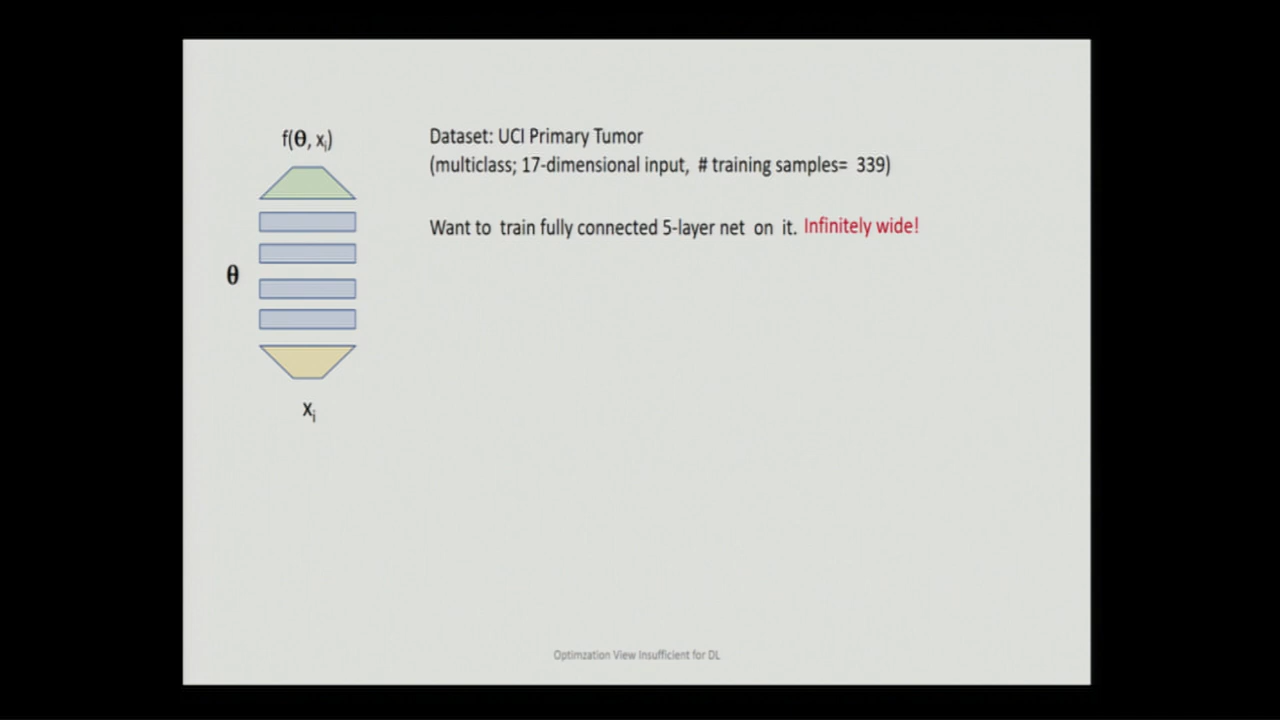 f(θ, xi)
Dataset: UCI Primary Tumor
(multiclass; 17-dimensional input, # training samples= 339)
Want to train fully connected 5-layer net on it. Infinitely wide!
θ
xi
Optimzation View Insufficient for DL